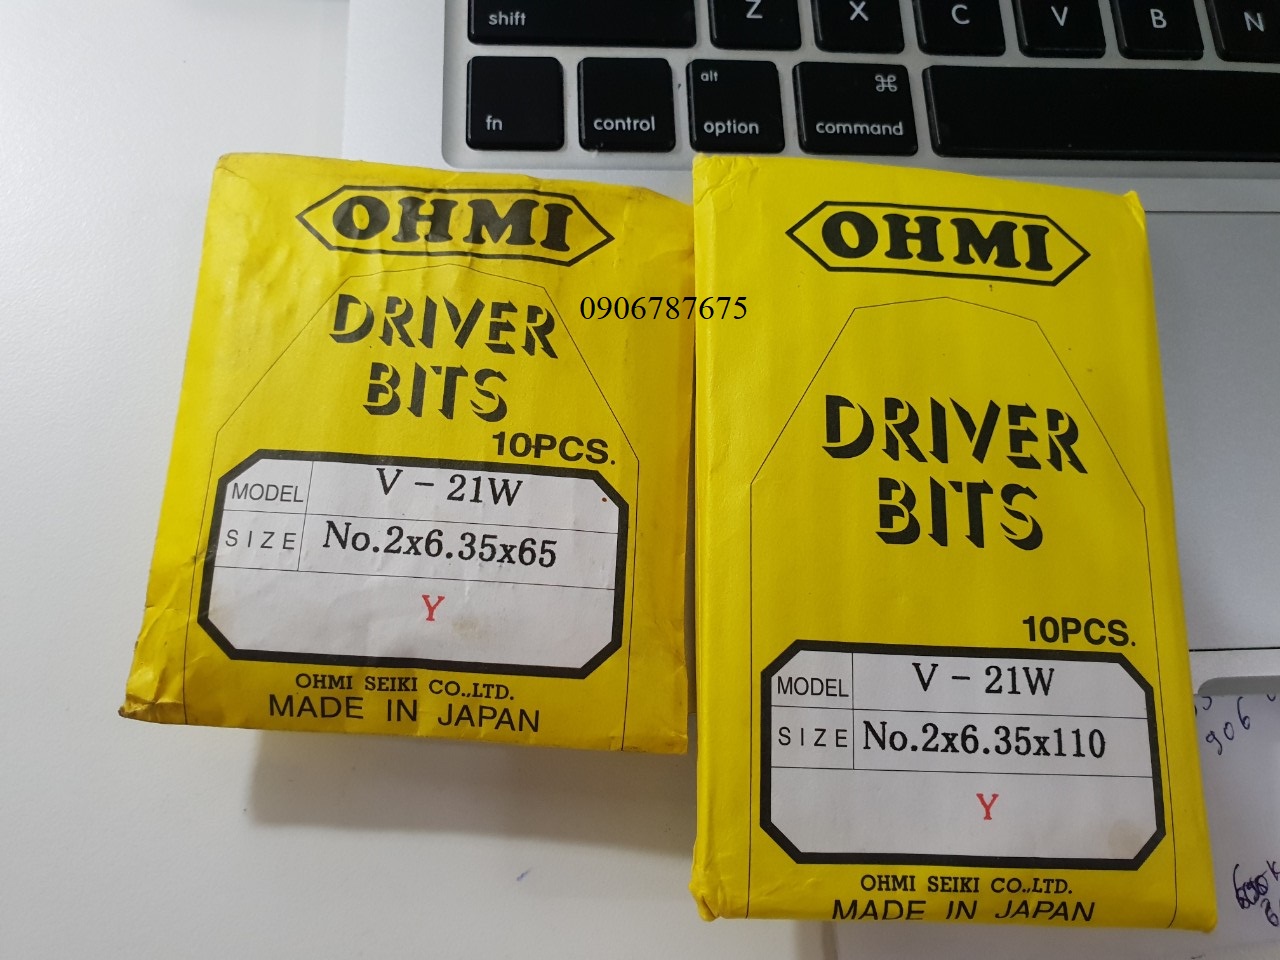 shift
Z
X
C
V
B
N
fn
control
alt
option
⌘
command
OHMI
DRIVER
BITS
10PCS.
MODEL V - 21W
SIZE No.2x6.35x65
Y
OHMI SEIKI CO.,LTD.
MADE IN JAPAN
0906787675
OHMI
DRIVER
BITS
10PCS.
MODEL V - 21W
SIZE No.2x6.35x110
Y
OHMI SEIKI CO.,LTD.
MADE IN JAPAN
906